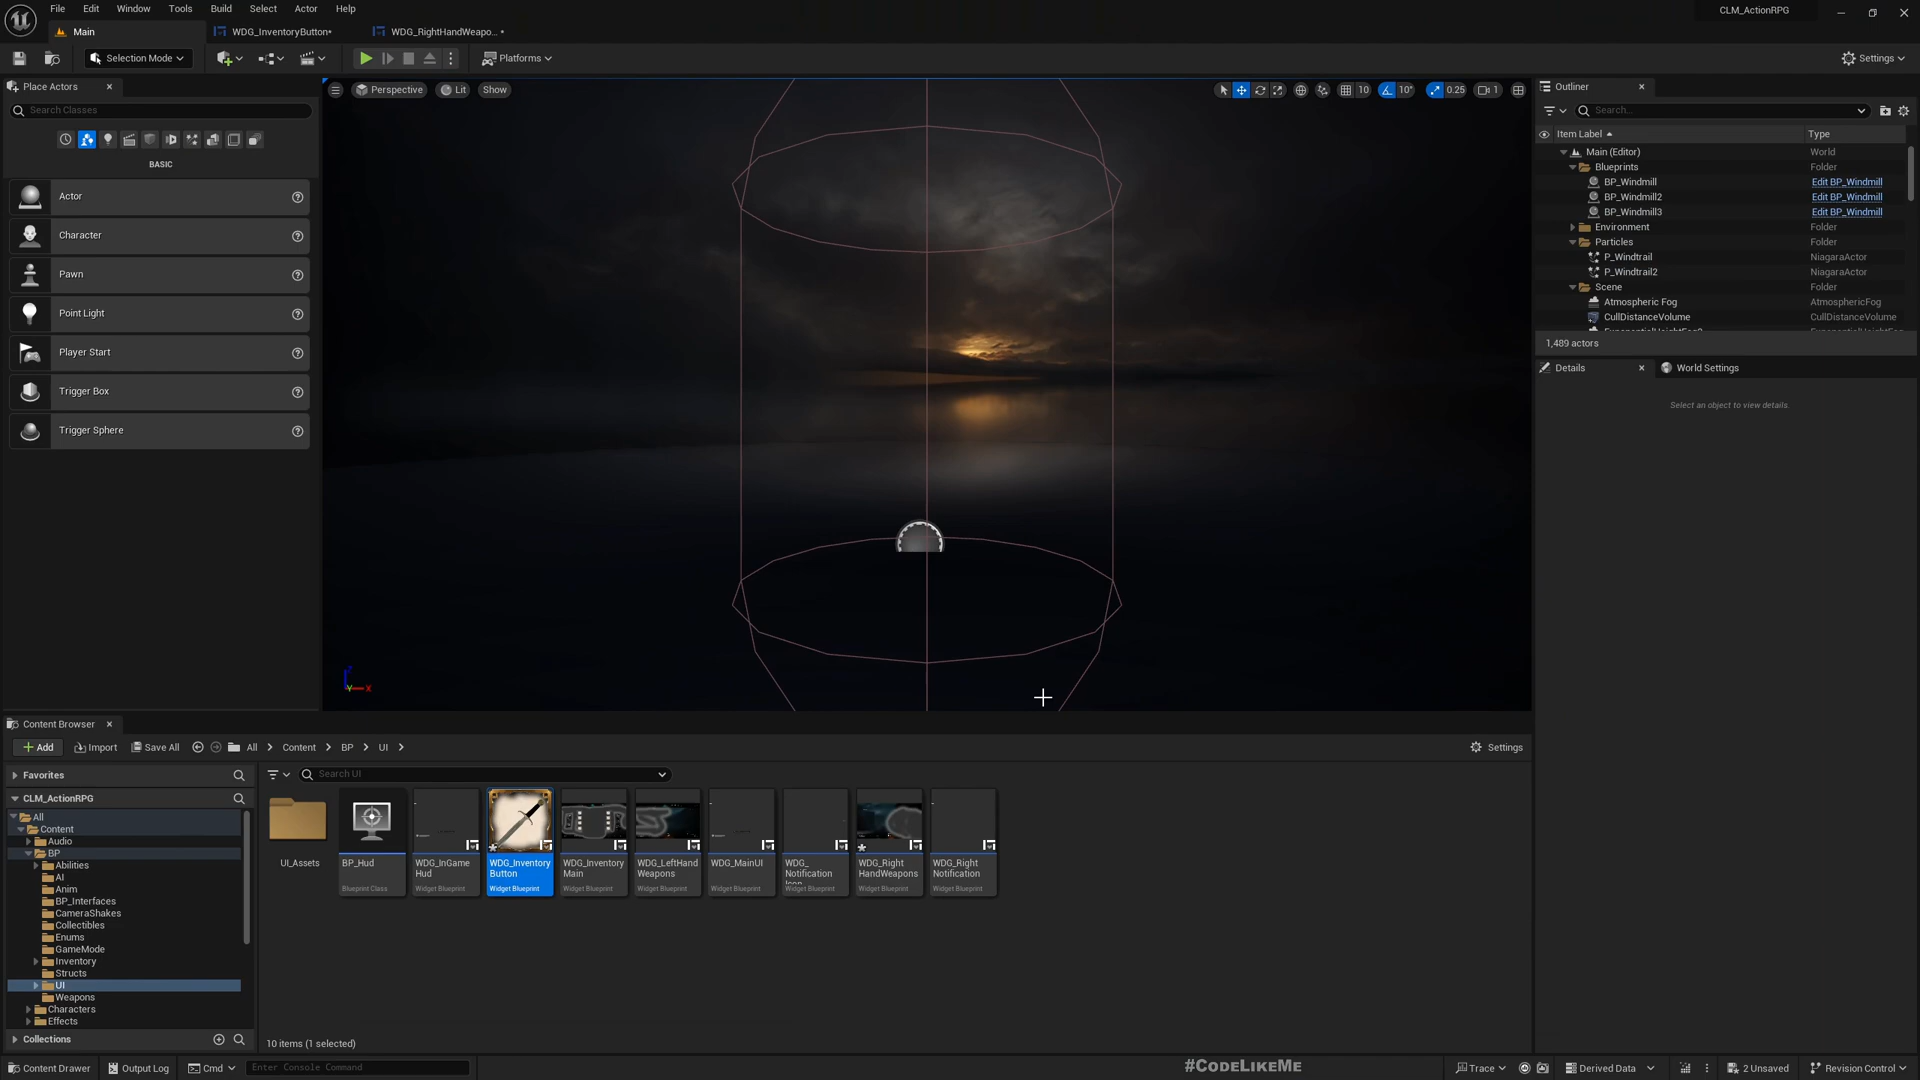 File Edit Window Tools Build Select Actor Help
CLM_ActionRPG
Main
WDG_InventoryButton•
WDG_RightHandWeapo... •
Selection Mode
Platforms
Settings
Place Actors
Search Classes
BASIC
Actor
Character
Pawn
Point Light
Player Start
Trigger Box
Trigger Sphere
Perspective
Lit
Show
10
10°
0.25
1
X
Outliner
Search...
Item Label
Type
Main (Editor) World
Blueprints Folder
BP_Windmill Edit BP_Windmill
BP_Windmill2 Edit BP_Windmill
BP_Windmill3 Edit BP_Windmill
Environment Folder
Particles Folder
P_Windtrail NiagaraActor
P_Windtrail2 NiagaraActor
Scene Folder
Atmospheric Fog AtmosphericFog
CullDistanceVolume CullDistanceVolume
1,489 actors
Details
World Settings
Select an object to view details.
Content Browser
Add
Import
Save All
All
Content
BP
UI
Settings
Favorites
CLM_ActionRPG
All
Content
Audio
BP
Abilities
AI
Anim
BP_Interfaces
CameraShakes
Collectibles
Enums
GameMode
Inventory
Structs
UI
Weapons
Characters
Effects
Collections
Search UI
UI_Assets
BP_Hud
Blueprint Class
WDG_InGame
Hud
Widget Blueprint
WDG_Inventory
Button
Widget Blueprint
WDG_Inventory
Main
Widget Blueprint
WDG_LeftHand
Weapons
Widget Blueprint
WDG_MainUI
Widget Blueprint
WDG_
Notification
Widget Blueprint
WDG_Right
HandWeapons
Widget Blueprint
WDG_Right
Notification
Widget Blueprint
10 items (1 selected)
Content Drawer
Output Log
Cmd
Enter Console Command
#CODELIKEME
Trace
Derived Data
2 Unsaved
Revision Control